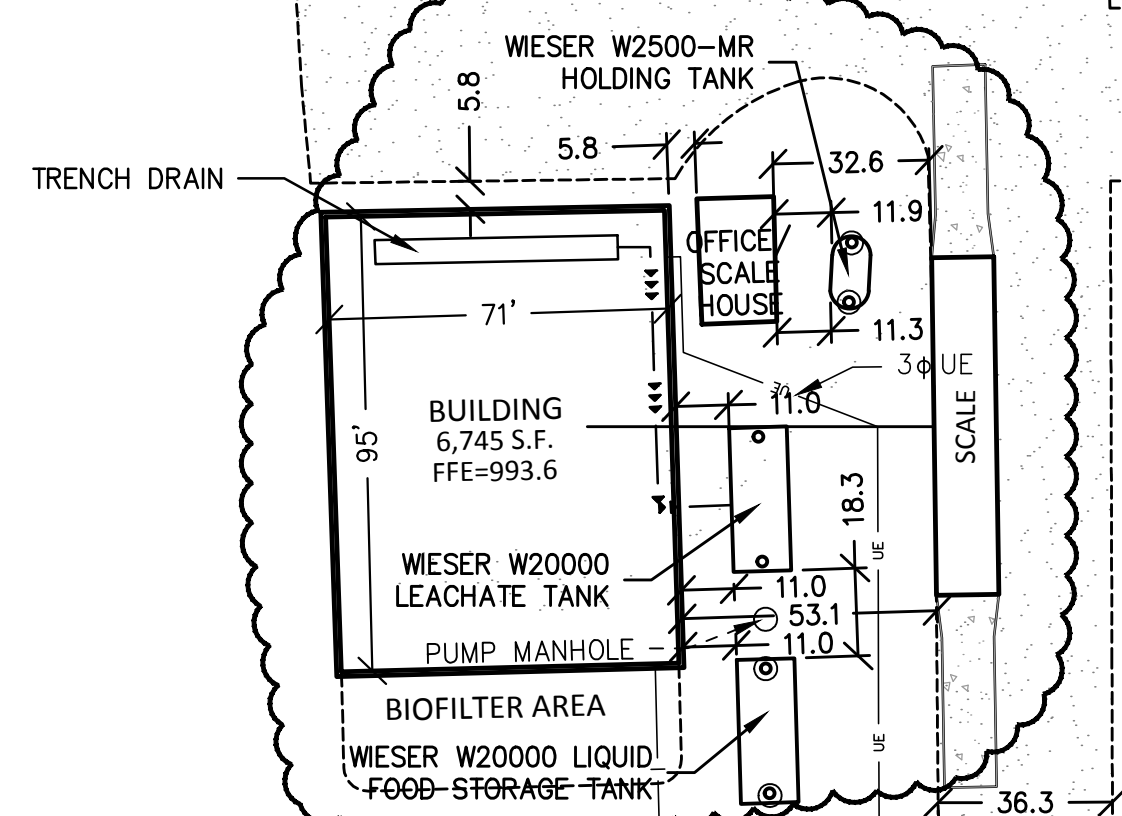 WIESER W2500-MR
HOLDING TANK
5.8
5.8
32.6
TRENCH DRAIN
11.9
OFFICE
SCALE
HOUSE
71'
11.3
3ϕ UE
UE
11.0
BUILDING
6,745 S.F.
FFE=993.6
95'
SCALE
18.3
UE
WIESER W20000
LEACHATE TANK
11.0
53.1
PUMP MANHOLE
11.0
BIOFILTER AREA
UE
WIESER W20000 LIQUID
FOOD STORAGE TANK
36.3